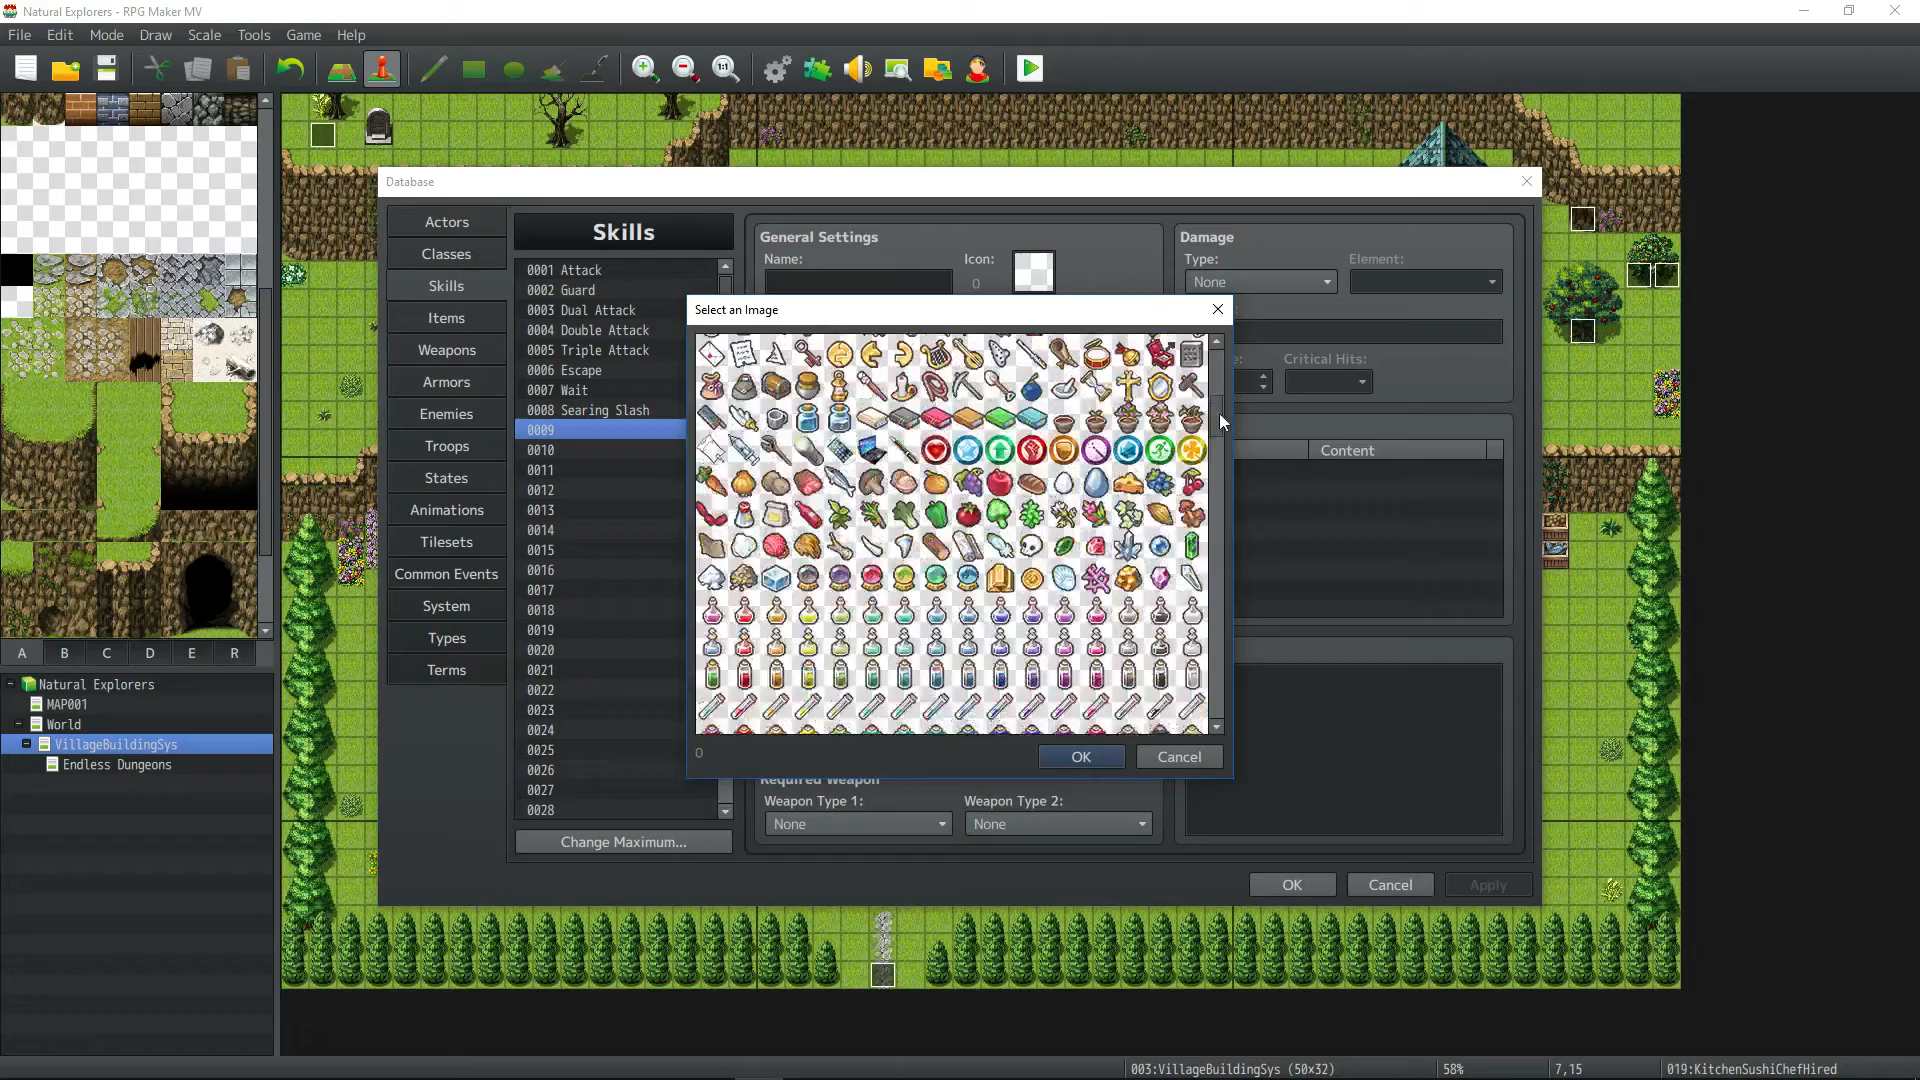 Natural Explorers - RPG Maker MV
File Edit Mode Draw Scale Tools Game Help
Database
Actors
Classes
Skills
Items
Weapons
Armors
Enemies
Troops
States
Animations
Tilesets
Common Events
System
Types
Terms
Skills
0001 Attack
0002 Guard
0003 Dual Attack
0004 Double Attack
0005 Triple Attack
0006 Escape
0007 Wait
0008 Searing Slash
0009
0010
0011
0012
0013
0014
0015
0016
0017
0018
0019
0020
0021
0022
0023
0024
0025
0026
0027
0028
Change Maximum...
General Settings
Name:
Icon:
0
Damage
Type:
Element:
None
Critical Hits:
Content
Select an Image
0
OK
Cancel
Required Weapon
Weapon Type 1:
Weapon Type 2:
None
None
OK
Cancel
Apply
A B C D E R
Natural Explorers
MAP001
World
VillageBuildingSys
Endless Dungeons
003:VillageBuildingSys (50×32)
58%
7,15
019:KitchenSushiChefHired